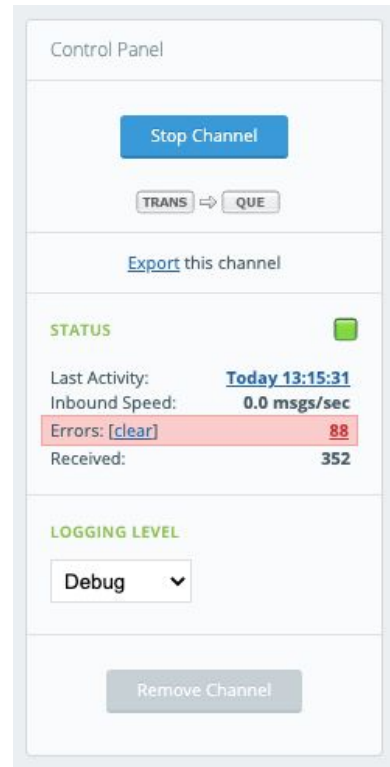 Control Panel
Stop Channel
TRANS ⇨ QUE
Export this channel
STATUS
Last Activity: Today 13:15:31
Inbound Speed: 0.0 msgs/sec
Errors: [clear] 88
Received: 352
LOGGING LEVEL
Debug
Remove Channel